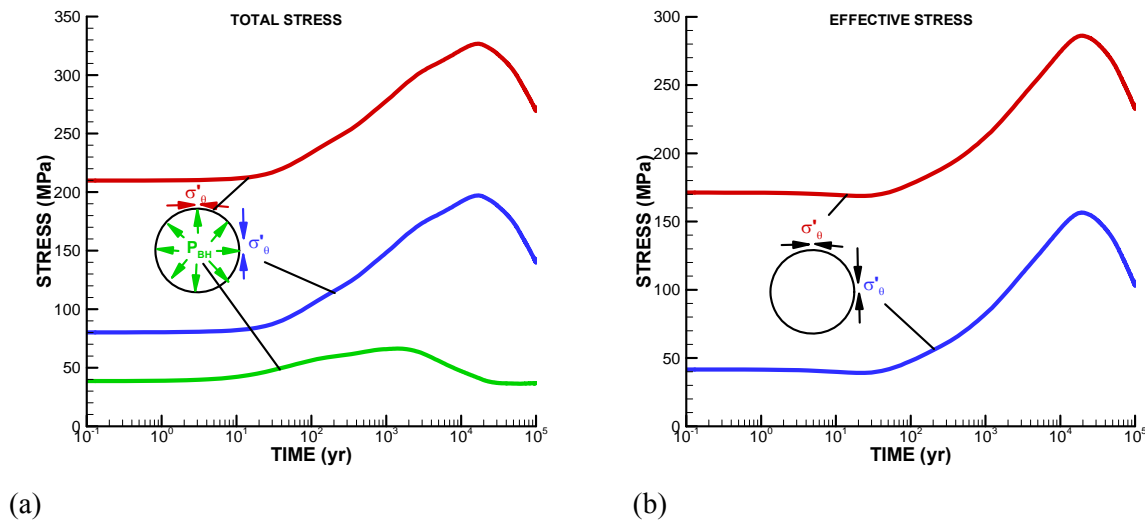 TOTAL STRESS
STRESS (MPa)
350
300
250
200
150
100
50
0
σ'θ
σ'θ
PBH
10-1 100 101 102 103 104 105
TIME (yr)
(a)
EFFECTIVE STRESS
STRESS (MPa)
300
250
200
150
100
50
0
σ'θ
σ'θ
10-1 100 101 102 103 104 105
TIME (yr)
(b)